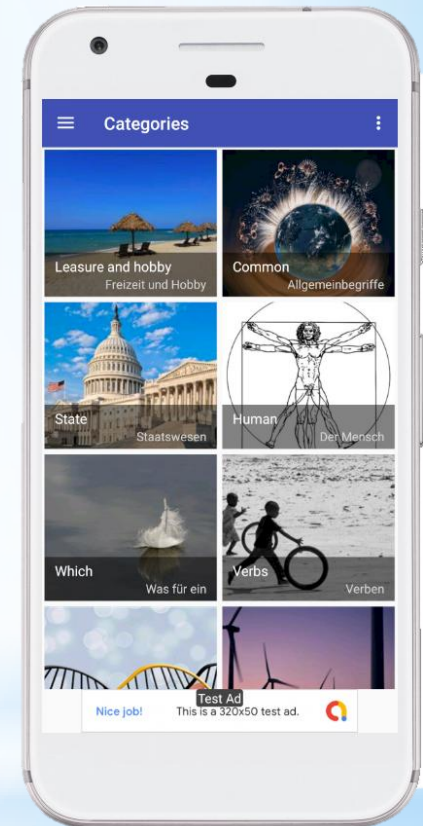 Categories
Leasure and hobby
Freizeit und Hobby
Common
Allgemeinbegriffe
State
Staatswesen
Human
Der Mensch
Which
Was für ein
Verbs
Verben
Test Ad
Nice job! This is a 320x50 test ad.